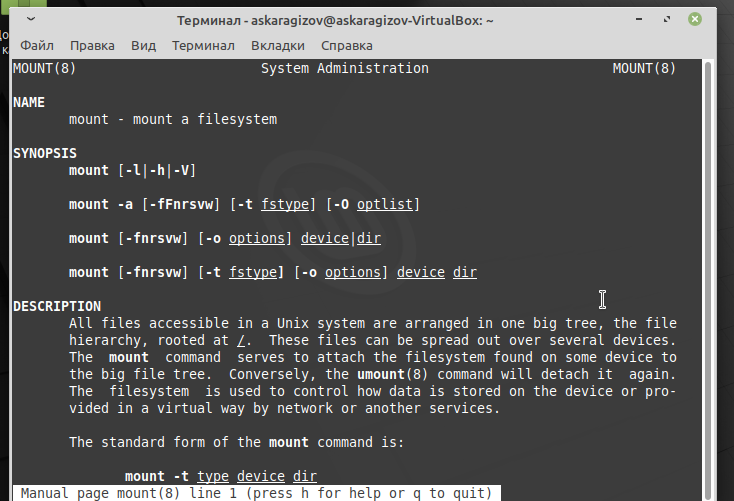 Терминал - askaragizov@askaragizov-VirtualBox: ~
Файл Правка Вид Терминал Вкладки Справка
MOUNT(8) System Administration MOUNT(8)
NAME
mount - mount a filesystem
SYNOPSIS
mount [-l|-h|-V]
mount -a [-fFnrsvw] [-t fstype] [-O optlist]
mount [-fnrsvw] [-o options] device|dir
mount [-fnrsvw] [-t fstype] [-o options] device dir
DESCRIPTION
All files accessible in a Unix system are arranged in one big tree, the file
hierarchy, rooted at /. These files can be spread out over several devices.
The mount command serves to attach the filesystem found on some device to
the big file tree. Conversely, the umount(8) command will detach it again.
The filesystem is used to control how data is stored on the device or pro-
vided in a virtual way by network or another services.
The standard form of the mount command is:
mount -t type device dir
Manual page mount(8) line 1 (press h for help or q to quit)